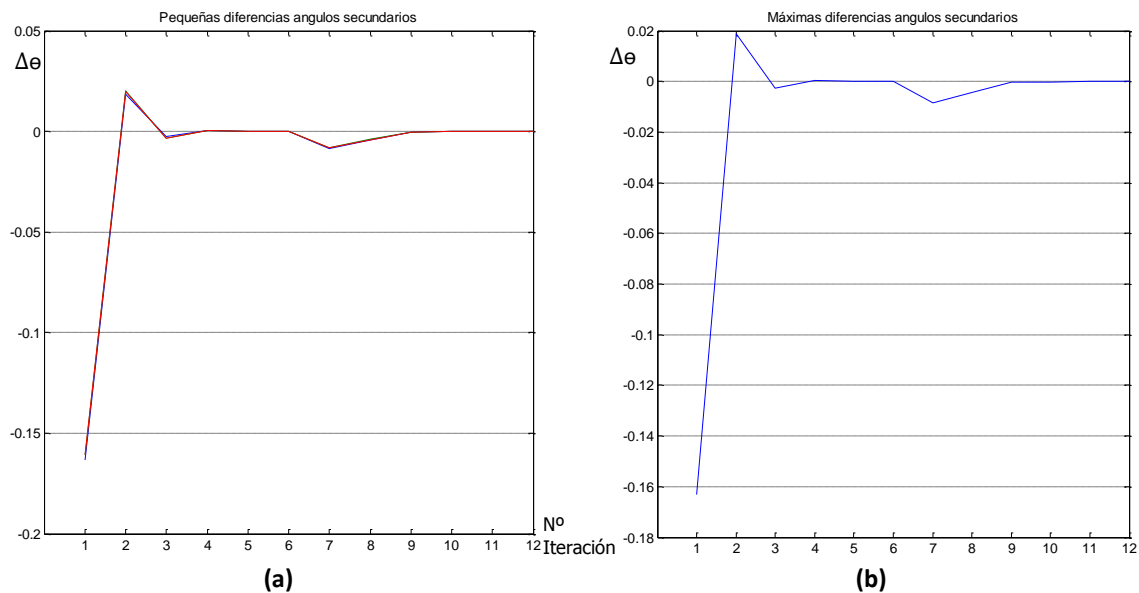 Pequeñas diferencias angulos secundarios
0.05
Δɵ
0
-0.05
-0.1
-0.15
-0.2
1 2 3 4 5 6 7 8 9 10 11 12
Nº
Iteración
(a)
Máximas diferencias angulos secundarios
0.02
Δɵ
0
-0.02
-0.04
-0.06
-0.08
-0.1
-0.12
-0.14
-0.16
-0.18
1 2 3 4 5 6 7 8 9 10 11 12
(b)